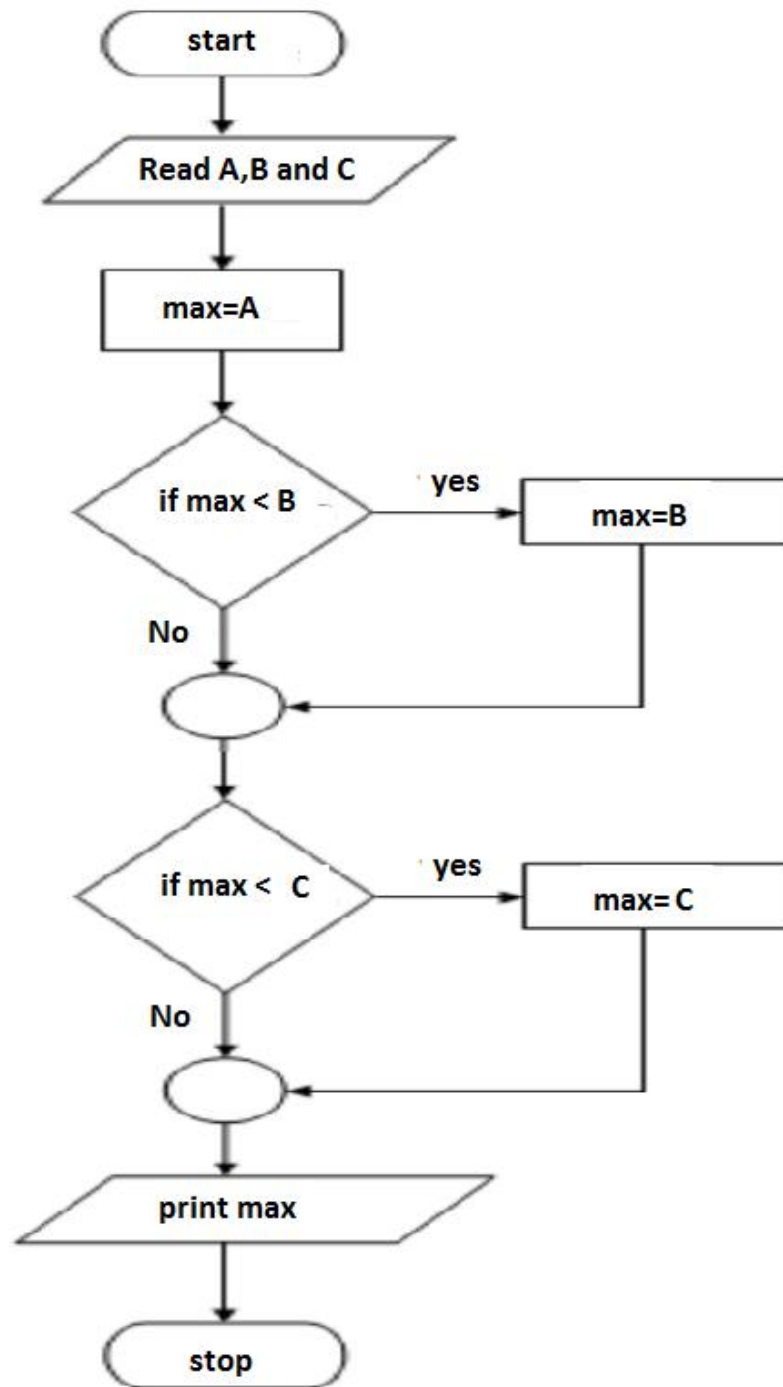 start
Read A,B and C
max=A
if max < B
yes
max=B
No
if max < C
yes
max= C
No
print max
stop